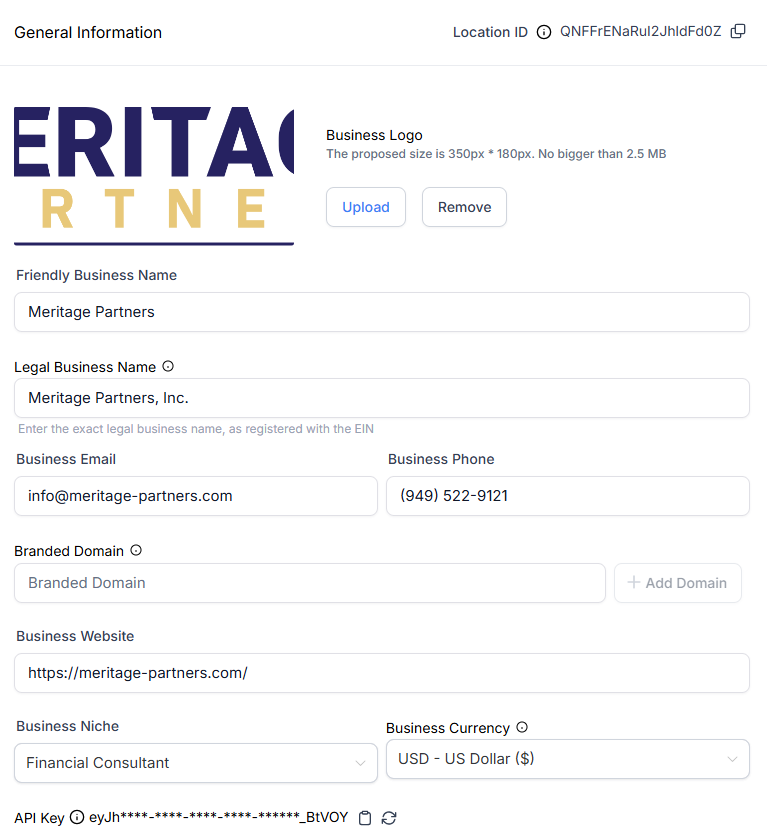 General Information
Location ID QNFFrENaRuI2JhIdFd0Z
ERITAG
RTNE
Business Logo
The proposed size is 350px * 180px. No bigger than 2.5 MB
Upload Remove
Friendly Business Name
Meritage Partners
Legal Business Name
Meritage Partners, Inc.
Enter the exact legal business name, as registered with the EIN
Business Email
info@meritage-partners.com
Business Phone
(949) 522-9121
Branded Domain
Branded Domain
Add Domain
Business Website
https://meritage-partners.com/
Business Niche
Financial Consultant
Business Currency
USD - US Dollar ($)
API Key eyJh****-****-****-****-******_BtVOY